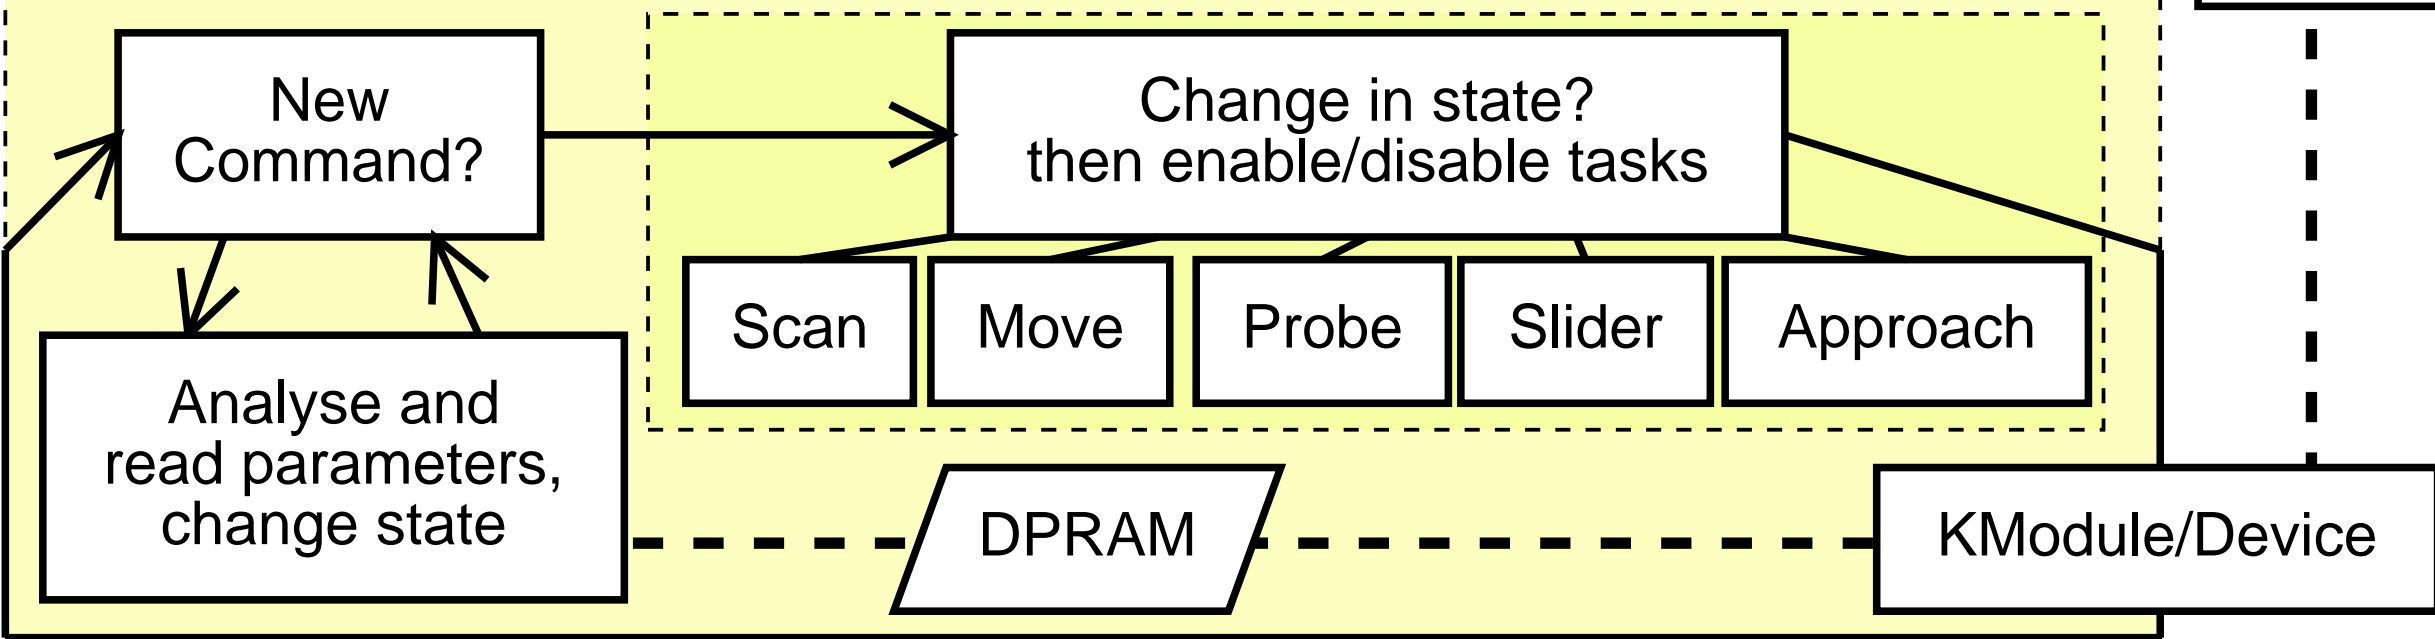 New
Command?
Change in state?
then enable/disable tasks
Scan
Move
Probe
Slider
Approach
Analyse and
read parameters,
change state
DPRAM
KModule/Device